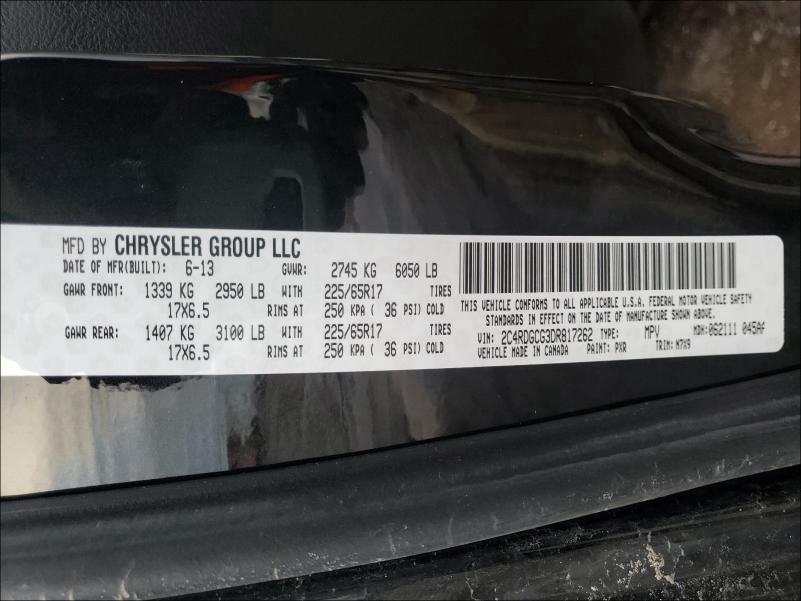 MFD BY CHRYSLER GROUP LLC
DATE OF MFR(BUILT): 6-13 GVWR: 2745 KG 6050 LB
GAWR FRONT: 1339 KG 2950 LB WITH 225/65R17 TIRES
17X6.5 RIMS AT 250 KPA ( 36 PSI) COLD
GAWR REAR: 1407 KG 3100 LB WITH 225/65R17 TIRES
17X6.5 RIMS AT 250 KPA ( 36 PSI) COLD
THIS VEHICLE CONFORMS TO ALL APPLICABLE U.S.A. FEDERAL MOTOR VEHICLE SAFETY
STANDARDS IN EFFECT ON THE DATE OF MANUFACTURE SHOWN ABOVE.
VIN: 2C4RDGCG3DR817262 TYPE: MPV MDH: 062111 045AF
VEHICLE MADE IN CANADA PAINT: PXR TRIM: M7X9